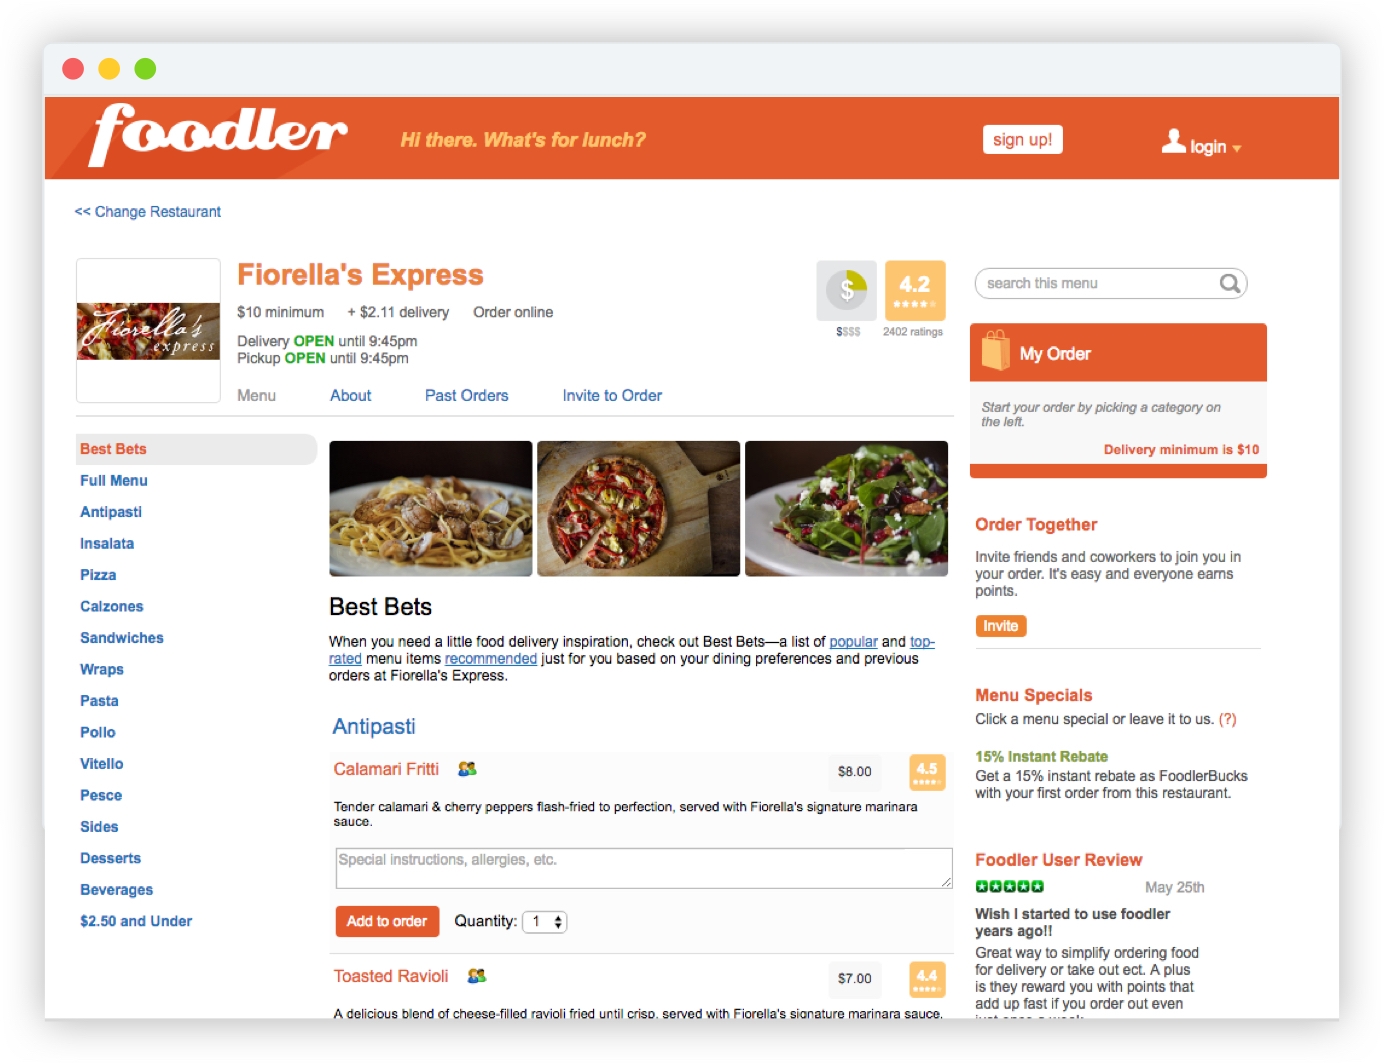 foodler
Hi there. What's for lunch?
sign up!
login
<< Change Restaurant
Fiorella's
express
Fiorella's Express
$10 minimum + $2.11 delivery Order online
Delivery OPEN until 9:45pm
Pickup OPEN until 9:45pm
Menu About Past Orders Invite to Order
$
$$$$
4.2
2402 ratings
search this menu
My Order
Start your order by picking a category on
the left.
Delivery minimum is $10
Best Bets
Full Menu
Antipasti
Insalata
Pizza
Calzones
Sandwiches
Wraps
Pasta
Pollo
Vitello
Pesce
Sides
Desserts
Beverages
$2.50 and Under
Best Bets
When you need a little food delivery inspiration, check out Best Bets—a list of popular and top-
rated menu items recommended just for you based on your dining preferences and previous
orders at Fiorella's Express.
Antipasti
Calamari Fritti $8.00 4.5
Tender calamari & cherry peppers flash-fried to perfection, served with Fiorella's signature marinara
sauce.
Special instructions, allergies, etc.
Add to order Quantity: 1
Toasted Ravioli $7.00 4.4
A delicious blend of cheese-filled ravioli fried until crisp, served with Fiorella's signature marinara sauce.
Order Together
Invite friends and coworkers to join you in
your order. It's easy and everyone earns
points.
Invite
Menu Specials
Click a menu special or leave it to us. (?)
15% Instant Rebate
Get a 15% instant rebate as FoodlerBucks
with your first order from this restaurant.
Foodler User Review
May 25th
Wish I started to use foodler
years ago!!
Great way to simplify ordering food
for delivery or take out ect. A plus
is they reward you with points that
add up fast if you order out even
just once a week